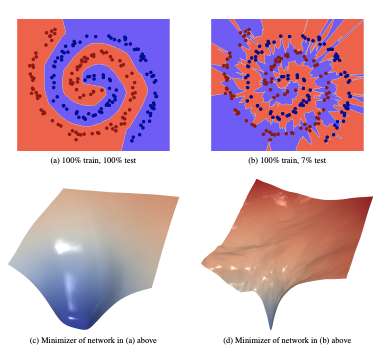 (a) 100% train, 100% test
(b) 100% train, 7% test
(c) Minimizer of network in (a) above
(d) Minimizer of network in (b) above